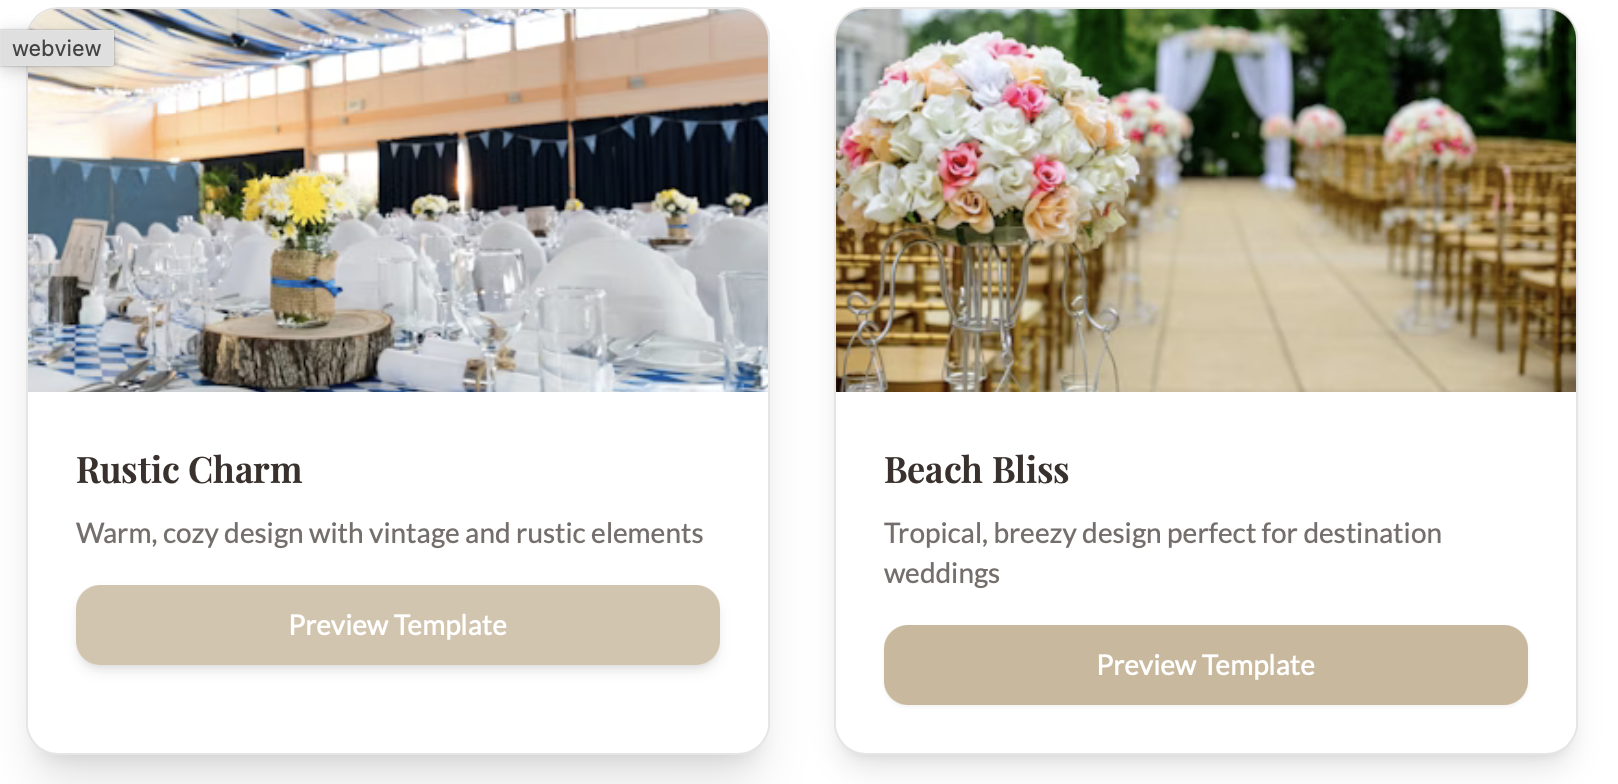 webview
Rustic Charm
Warm, cozy design with vintage and rustic elements
Preview Template
Beach Bliss
Tropical, breezy design perfect for destination
weddings
Preview Template